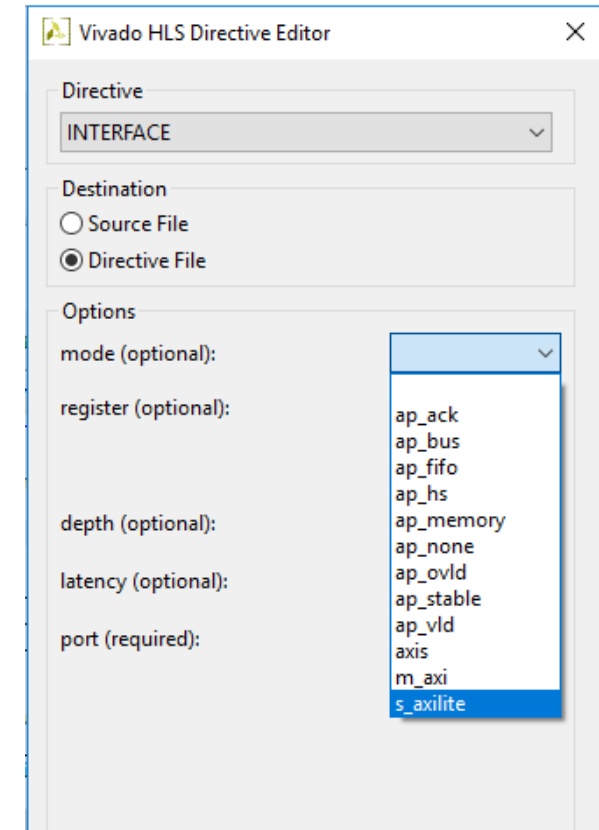 Vivado HLS Directive Editor
Directive
INTERFACE
Destination
Source File
Directive File
Options
mode (optional):
register (optional):
ap_ack
ap_bus
ap_fifo
ap_hs
ap_memory
depth (optional):
ap_none
ap_ovld
latency (optional):
ap_stable
ap_vld
port (required):
axis
m_axi
s_axilite